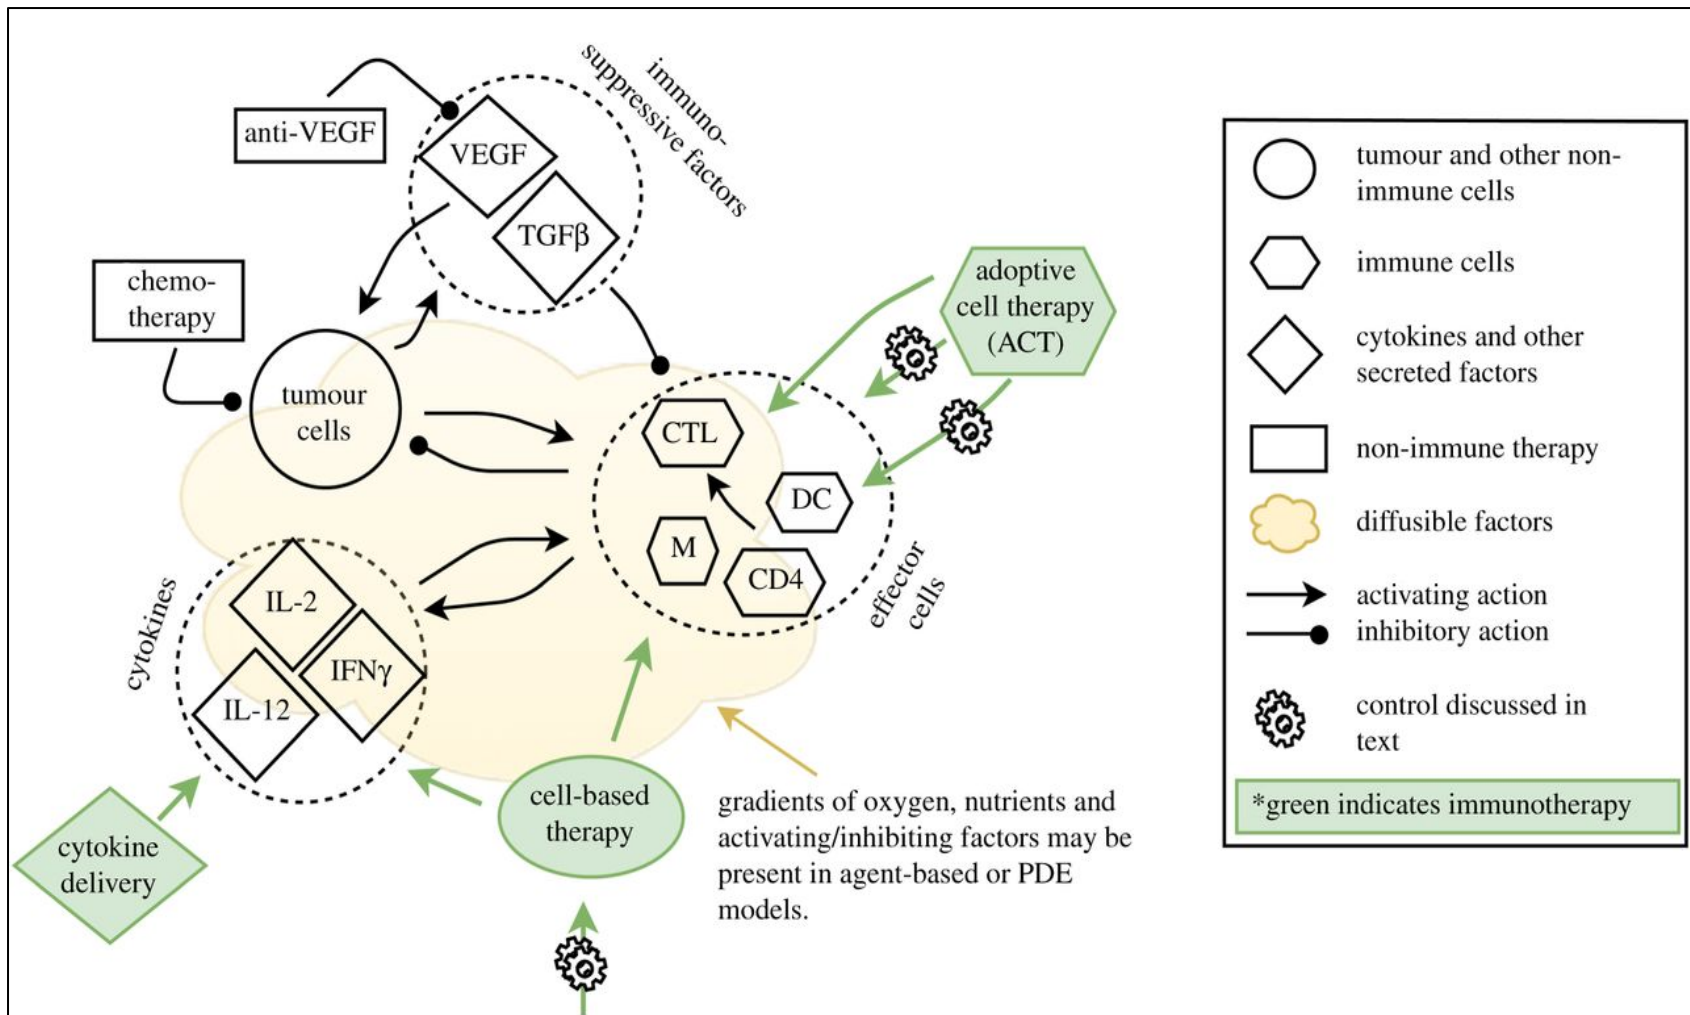 immuno-
suppressive factors
anti-VEGF
VEGF
TGFβ
chemo-
therapy
adoptive
cell therapy
(ACT)
tumour
cells
CTL
DC
M
CD4
effector
cells
cytokines
IL-2
IFNγ
IL-12
cytokine
delivery
cell-based
therapy
gradients of oxygen, nutrients and
activating/inhibiting factors may be
present in agent-based or PDE
models.
tumour and other non-
immune cells
immune cells
cytokines and other
secreted factors
non-immune therapy
diffusible factors
activating action
inhibitory action
control discussed in
text
*green indicates immunotherapy